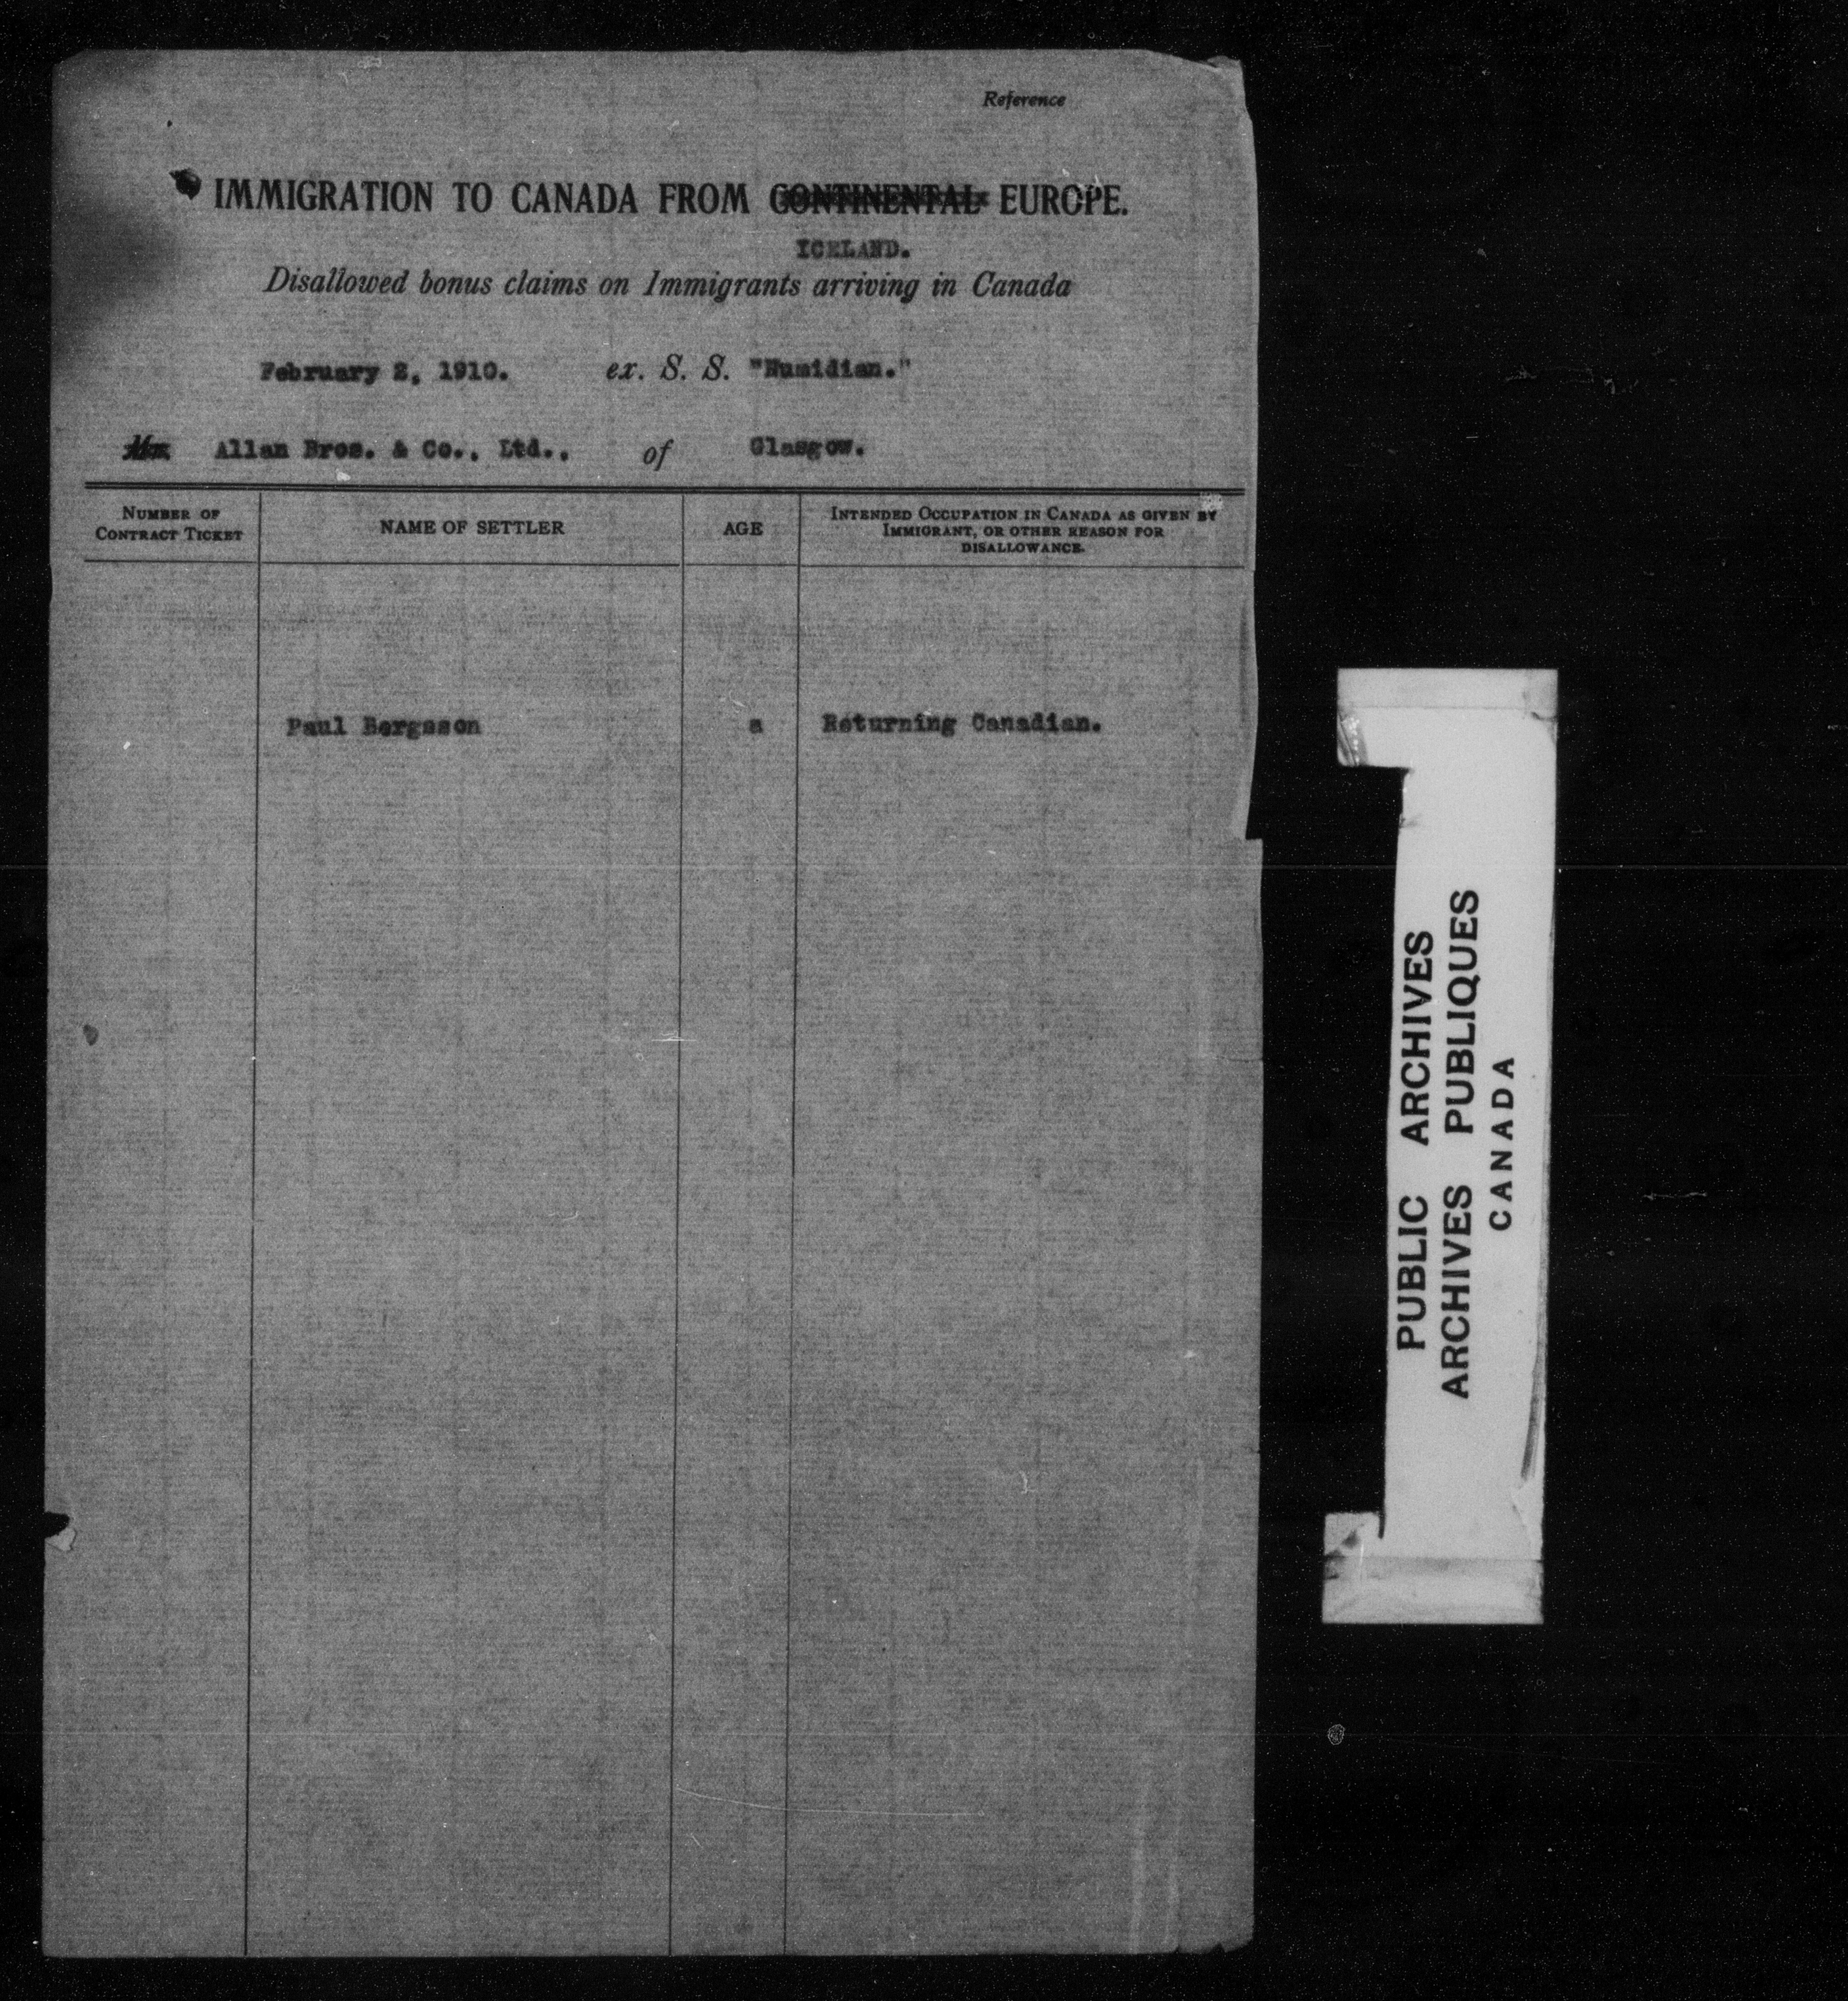 Reference
IMMIGRATION TO CANADA FROM CONTINENTAL EUROPE.
ICELAND.
Disallowed bonus claims on Immigrants arriving in Canada
February 2, 1910. ex. S. S. "Numidian."
Allan Bros. & Co., Ltd., of Glasgow.
NUMBER OF
CONTRACT TICKET
NAME OF SETTLER
AGE
INTENDED OCCUPATION IN CANADA AS GIVEN BY
IMMIGRANT, OR OTHER REASON FOR
DISALLOWANCE.
Paul Bergsson a Returning Canadian.
PUBLIC ARCHIVES
ARCHIVES PUBLIQUES
CANADA